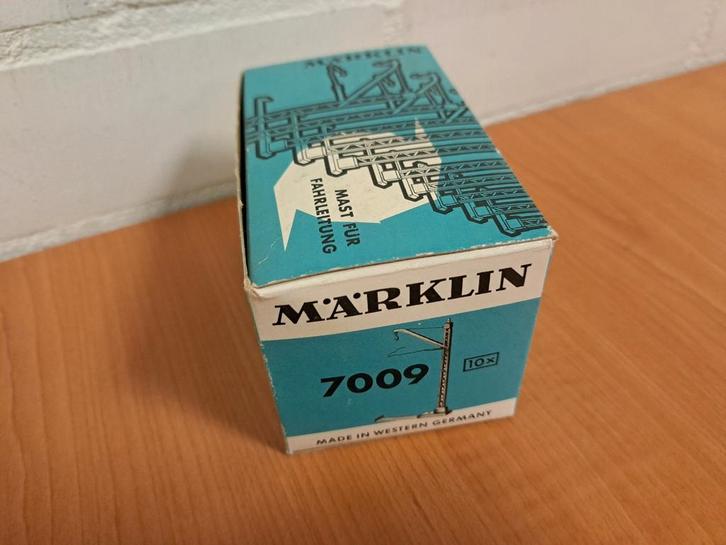 MÄRKLIN
MAST FÜR
FAHRLEITUNG
MÄRKLIN
7009
10x
MADE IN WESTERN GERMANY